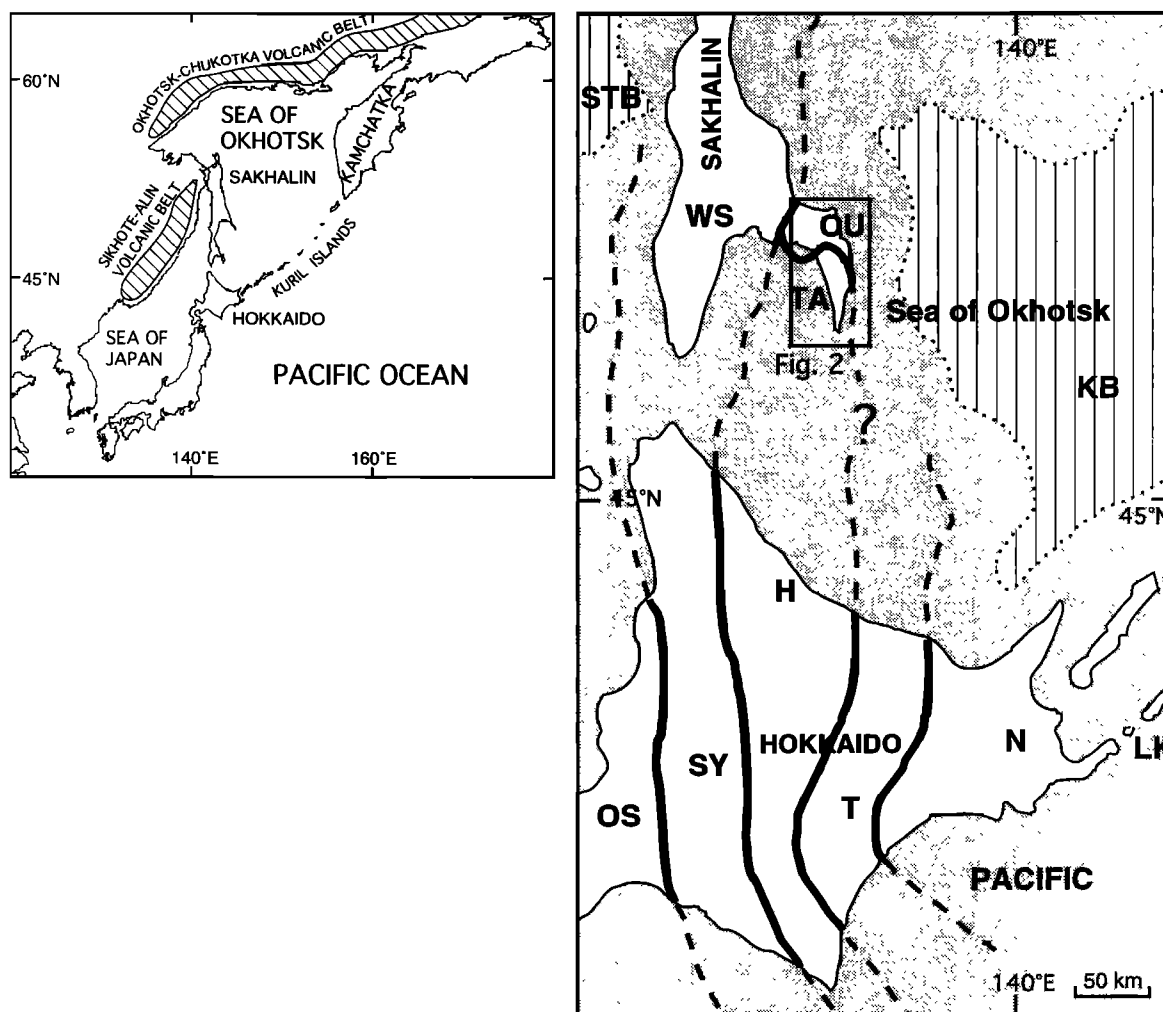 OKHOTSK-CHUKOTKA VOLCANIC BELT
60°N
SEA OF
OKHOTSK
KAMCHATKA
SAKHALIN
SIKHOTE-ALIN
VOLCANIC BELT
KURIL ISLANDS
45°N
HOKKAIDO
SEA OF
JAPAN
PACIFIC OCEAN
140°E
160°E
140°E
STB
SAKHALIN
WS
OU
TA
Sea of Okhotsk
Fig. 2
KB
?
45°N
H
HOKKAIDO
N
SY
OS
T
PACIFIC
140°E
50 km